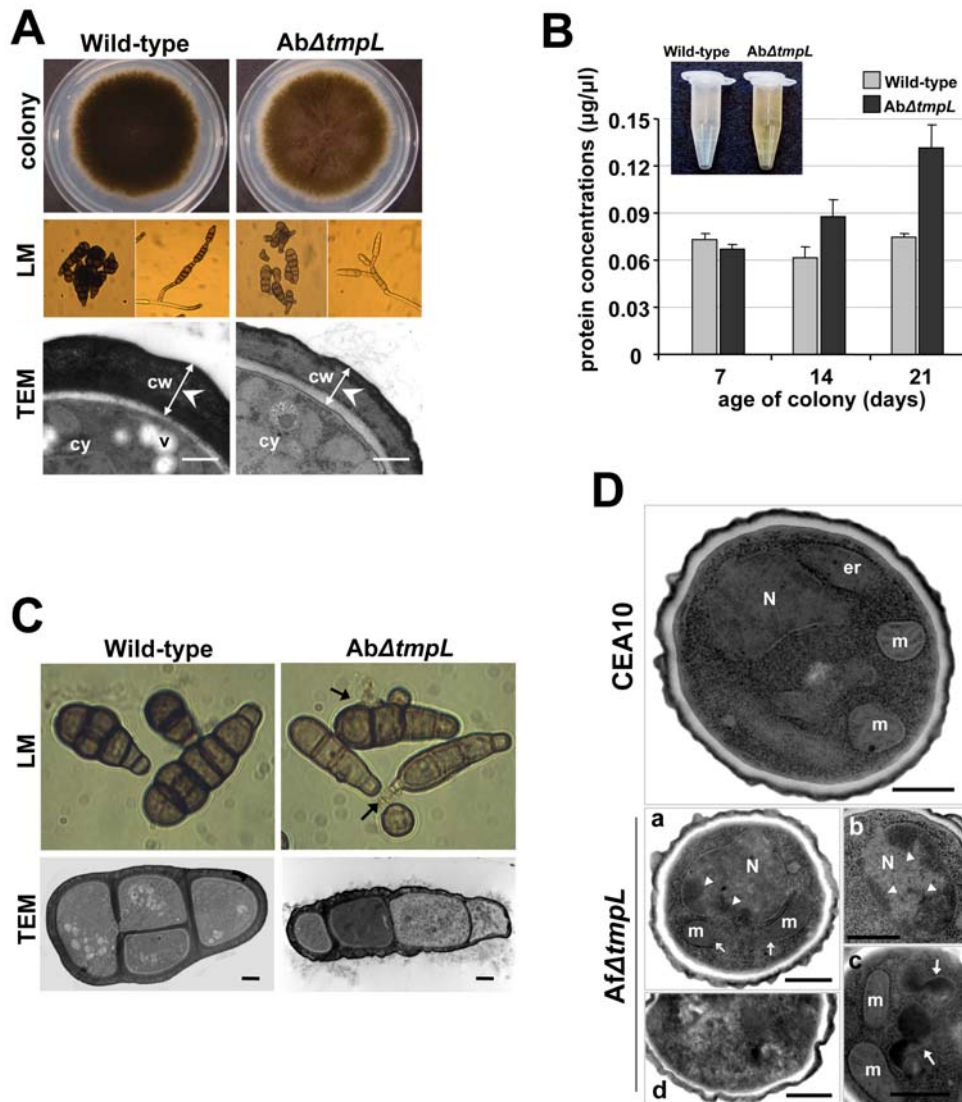 A
Wild-type AbΔtmpL
colony
LM
TEM
cw
cy
v
cw
cy
B
Wild-type AbΔtmpL
Wild-type
AbΔtmpL
protein concentrations (µg/µl)
0.15
0.12
0.09
0.06
0.03
0
7 14 21
age of colony (days)
C
Wild-type AbΔtmpL
LM
TEM
D
CEA10
er
N
m
m
AfΔtmpL
a
N
m
m
b
N
c
m
m
d